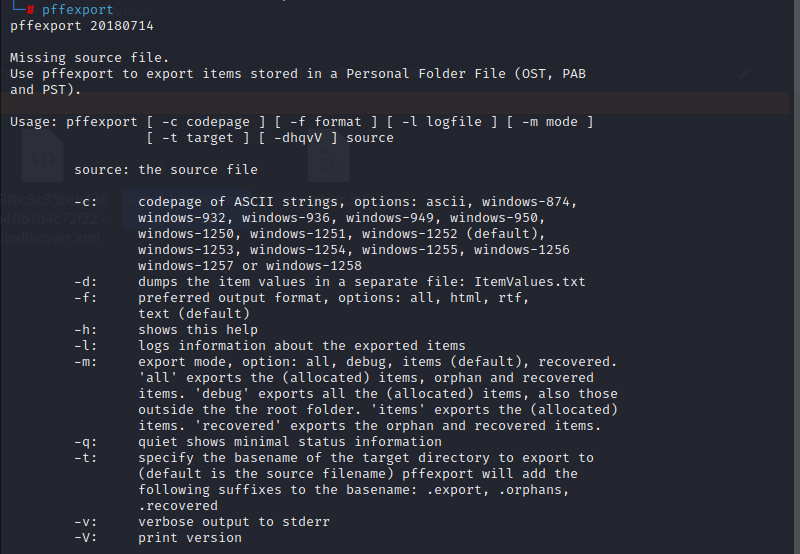 └─# pffexport
pffexport 20180714
Missing source file.
Use pffexport to export items stored in a Personal Folder File (OST, PAB
and PST).
Usage: pffexport [ -c codepage ] [ -f format ] [ -l logfile ] [ -m mode ]
[ -t target ] [ -dhqvV ] source
source: the source file
-c: codepage of ASCII strings, options: ascii, windows-874,
windows-932, windows-936, windows-949, windows-950,
windows-1250, windows-1251, windows-1252 (default),
windows-1253, windows-1254, windows-1255, windows-1256
windows-1257 or windows-1258
-d: dumps the item values in a separate file: ItemValues.txt
-f: preferred output format, options: all, html, rtf,
text (default)
-h: shows this help
-l: logs information about the exported items
-m: export mode, option: all, debug, items (default), recovered.
'all' exports the (allocated) items, orphan and recovered
items. 'debug' exports all the (allocated) items, also those
outside the the root folder. 'items' exports the (allocated)
items. 'recovered' exports the orphan and recovered items.
-q: quiet shows minimal status information
-t: specify the basename of the target directory to export to
(default is the source filename) pffexport will add the
following suffixes to the basename: .export, .orphans,
.recovered
-v: verbose output to stderr
-V: print version